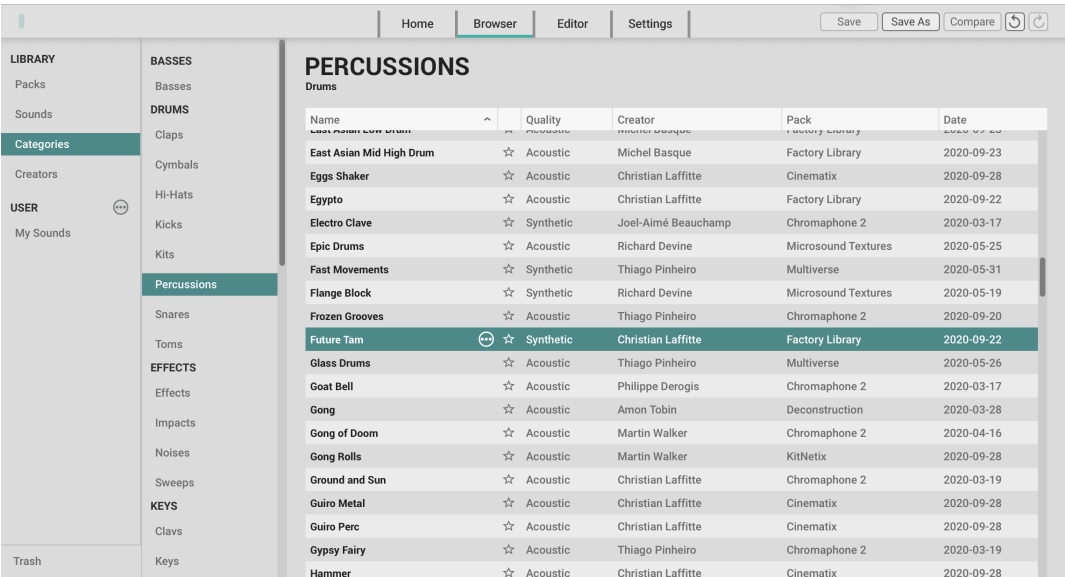 Home Browser Editor Settings Save Save As Compare
LIBRARY
Packs
Sounds
Categories
Creators
USER
My Sounds
Trash
BASSES
Basses
DRUMS
Claps
Cymbals
Hi-Hats
Kicks
Kits
Percussions
Snares
Toms
EFFECTS
Effects
Impacts
Noises
Sweeps
KEYS
Clavs
Keys
PERCUSSIONS
Drums
Name Quality Creator Pack Date
East Asian Low Drum Acoustic Michel Basque Factory Library 2020-09-23
East Asian Mid High Drum Acoustic Michel Basque Factory Library 2020-09-23
Eggs Shaker Acoustic Christian Laffitte Cinematix 2020-09-28
Egypto Acoustic Christian Laffitte Factory Library 2020-09-22
Electro Clave Synthetic Joel-Aimé Beauchamp Chromaphone 2 2020-03-17
Epic Drums Acoustic Richard Devine Microsound Textures 2020-05-25
Fast Movements Synthetic Thiago Pinheiro Multiverse 2020-05-31
Flange Block Synthetic Richard Devine Microsound Textures 2020-05-19
Frozen Grooves Acoustic Thiago Pinheiro Chromaphone 2 2020-09-20
Future Tam Synthetic Christian Laffitte Factory Library 2020-09-22
Glass Drums Acoustic Thiago Pinheiro Multiverse 2020-05-26
Goat Bell Acoustic Philippe Derogis Chromaphone 2 2020-03-17
Gong Acoustic Amon Tobin Deconstruction 2020-03-28
Gong of Doom Acoustic Martin Walker Chromaphone 2 2020-04-16
Gong Rolls Acoustic Martin Walker KitNetix 2020-09-28
Ground and Sun Acoustic Christian Laffitte Chromaphone 2 2020-03-19
Guiro Metal Acoustic Christian Laffitte Cinematix 2020-09-28
Guiro Perc Acoustic Christian Laffitte Cinematix 2020-09-28
Gypsy Fairy Acoustic Thiago Pinheiro Chromaphone 2 2020-03-19
Hammer Acoustic Christian Laffitte Cinematix 2020-09-28